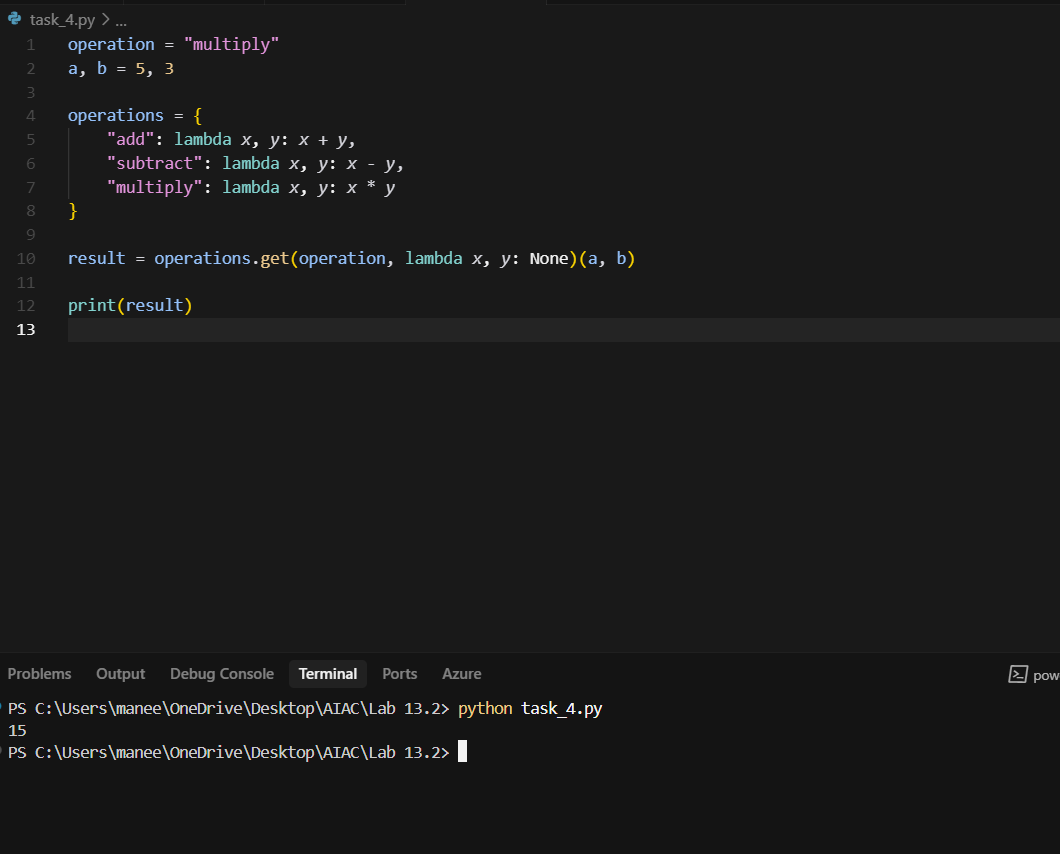 task_4.py > ...
1 operation = "multiply"
2 a, b = 5, 3
3
4 operations = {
5     "add": lambda x, y: x + y,
6     "subtract": lambda x, y: x - y,
7     "multiply": lambda x, y: x * y
8 }
9
10 result = operations.get(operation, lambda x, y: None)(a, b)
11
12 print(result)
13
Problems Output Debug Console Terminal Ports Azure pow
PS C:\Users\manee\OneDrive\Desktop\AIAC\Lab 13.2> python task_4.py
15
PS C:\Users\manee\OneDrive\Desktop\AIAC\Lab 13.2>